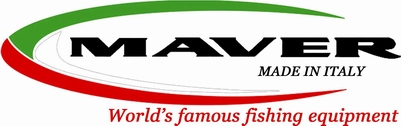 MAVER
MADE IN ITALY
World's famous fishing equipment